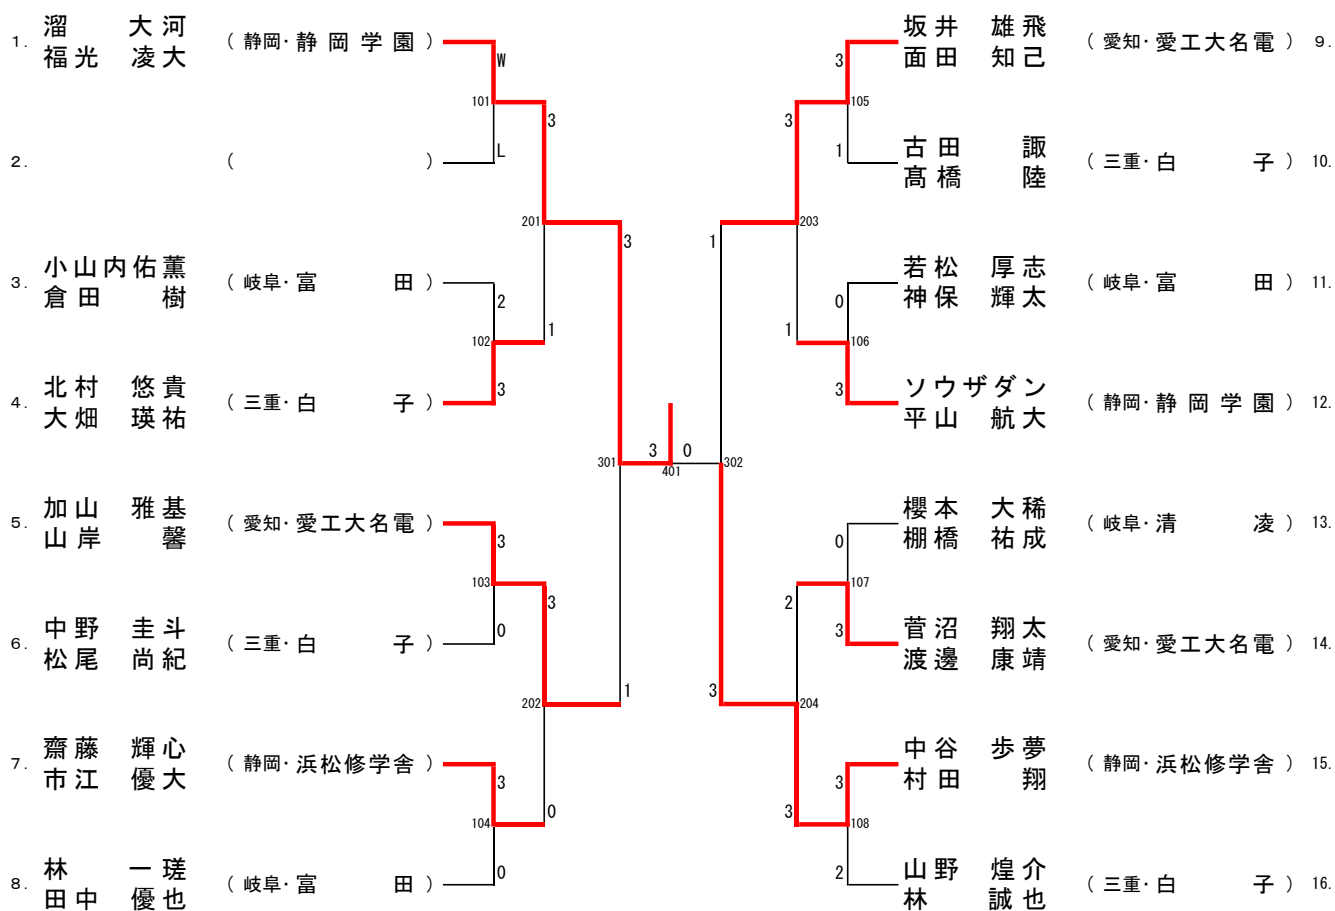 1. 溜 大河 福光 凌大 (静岡・静岡学園)
2. ( )
3. 小山内佑薫 倉田 樹 (岐阜・富田)
4. 北村 悠貴 大畑 瑛祐 (三重・白子)
5. 加山 雅基 山岸 馨 (愛知・愛工大名電)
6. 中野 圭斗 松尾 尚紀 (三重・白子)
7. 齋藤 輝心 市江 優大 (静岡・浜松修学舎)
8. 林 一瑳 田中 優也 (岐阜・富田)
W
101
L
3
201
2
102
3
1
3
3
103
0
3
202
3
104
0
0
1
301
3
401
0
302
1
3
坂井 雄飛 面田 知己 (愛知・愛工大名電) 9.
古田 諏 髙橋 陸 (三重・白子) 10.
若松 厚志 神保 輝太 (岐阜・富田) 11.
ソウザダン 平山 航大 (静岡・静岡学園) 12.
櫻本 大稀 棚橋 祐成 (岐阜・清凌) 13.
菅沼 翔太 渡邊 康靖 (愛知・愛工大名電) 14.
中谷 歩夢 村田 翔 (静岡・浜松修学舎) 15.
山野 煌介 林 誠也 (三重・白子) 16.
3
105
1
3
203
0
106
3
1
0
107
3
2
204
3
3
108
2